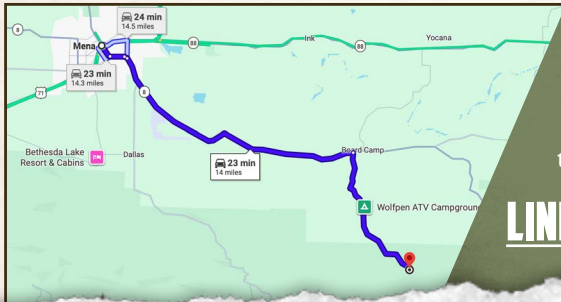 8
24 min
14.5 miles
Mena
88
Ink
88
Yocana
23 min
14.3 miles
71
8
Bethesda Lake
Resort & Cabins
Dallas
23 min
14 miles
Board Camp
Wolfpen ATV Campground